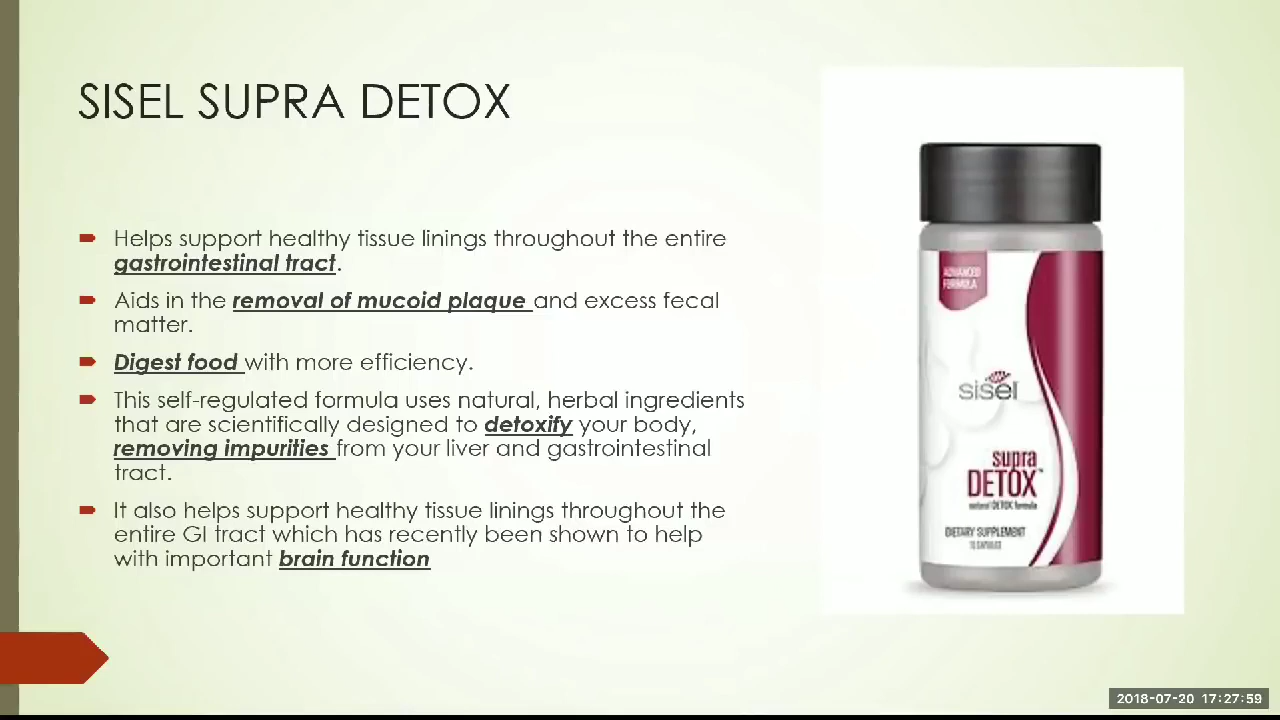 SISEL SUPRA DETOX
Helps support healthy tissue linings throughout the entire
gastrointestinal tract.
Aids in the removal of mucoid plaque and excess fecal
matter.
Digest food with more efficiency.
This self-regulated formula uses natural, herbal ingredients
that are scientifically designed to detoxify your body,
removing impurities from your liver and gastrointestinal
tract.
It also helps support healthy tissue linings throughout the
entire GI tract which has recently been shown to help
with important brain function
ADVANCED
FORMULA
sisel
supra
DETOX™
natural DETOX formula
DIETARY SUPPLEMENT
CAPSULES
2018-07-20 17:27:59